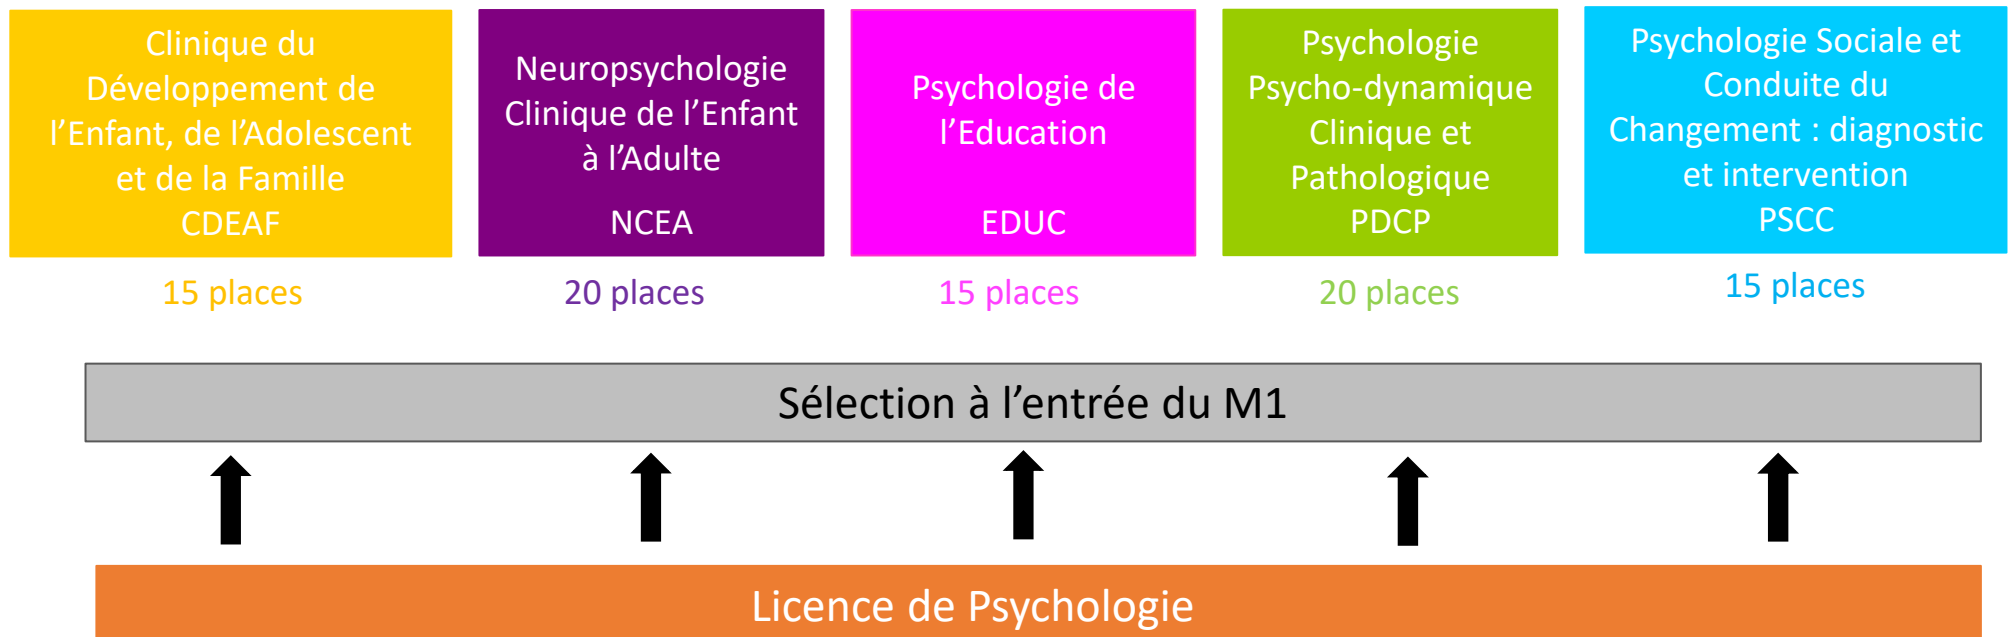 Clinique du
Développement de
l’Enfant, de l’Adolescent
et de la Famille
CDEAF
Neuropsychologie
Clinique de l’Enfant
à l’Adulte
NCEA
Psychologie de
l’Education
EDUC
Psychologie
Psycho-dynamique
Clinique et
Pathologique
PDCP
Psychologie Sociale et
Conduite du
Changement : diagnostic
et intervention
PSCC
15 places
20 places
15 places
20 places
15 places
Sélection à l’entrée du M1
Licence de Psychologie